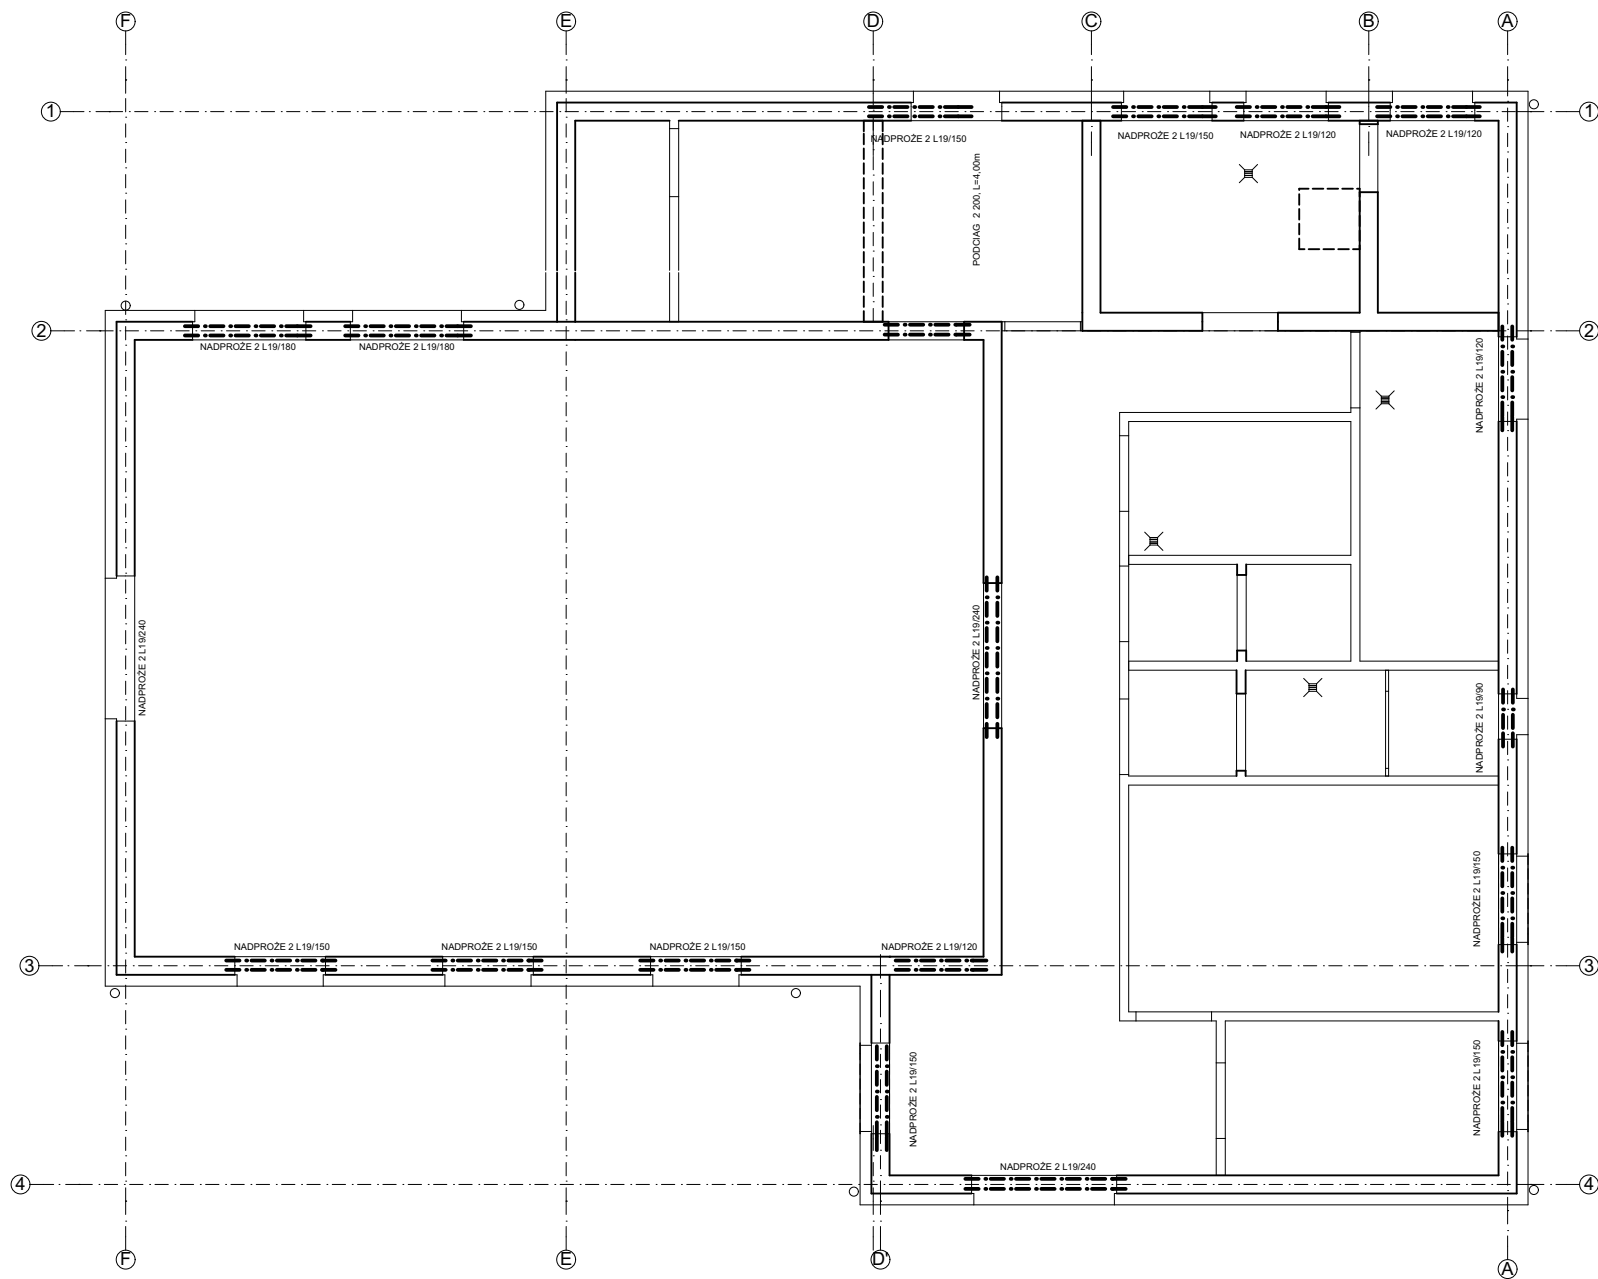 F
E
D
C
B
A
1
1
NADPROŻE 2 L19/150
NADPROŻE 2 L19/150
NADPROŻE 2 L19/120
NADPROŻE 2 L19/120
PODCIAG 2 200, L=4,00m
2
2
NADPROŻE 2 L19/180
NADPROŻE 2 L19/180
NADPROŻE 2 L19/120
NADPROŻE 2 L19/240
NADPROŻE 2 L19/240
NADPROŻE 2 L19/90
NADPROŻE 2 L19/150
NADPROŻE 2 L19/150
NADPROŻE 2 L19/150
NADPROŻE 2 L19/150
NADPROŻE 2 L19/120
3
3
NADPROŻE 2 L19/150
NADPROŻE 2 L19/150
NADPROŻE 2 L19/240
4
4
F
E
D'
A